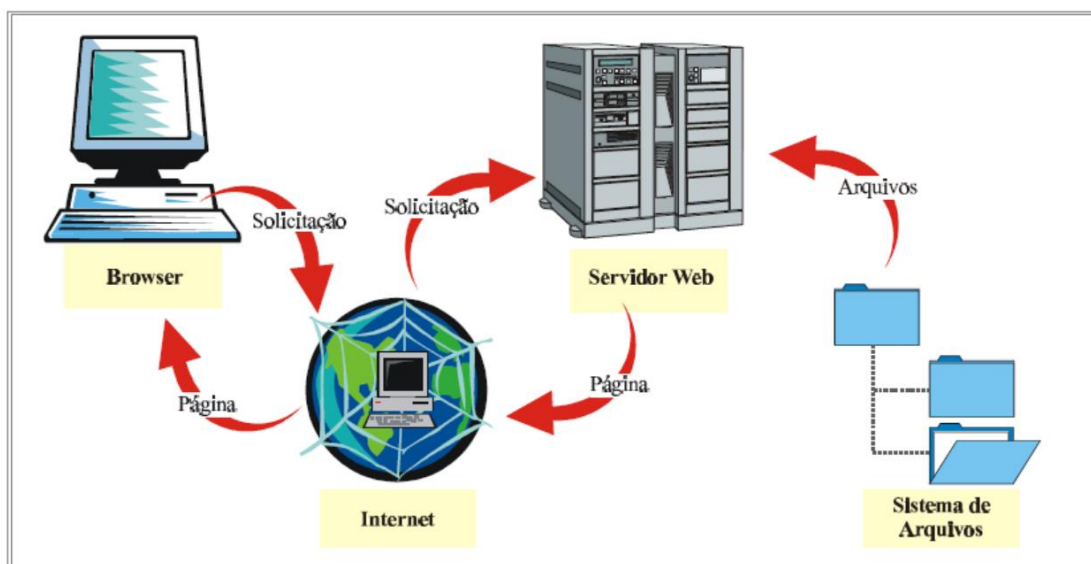 Solicitação
Solicitação
Arquivos
Browser
Servidor Web
Página
Página
Internet
Sistema de
Arquivos